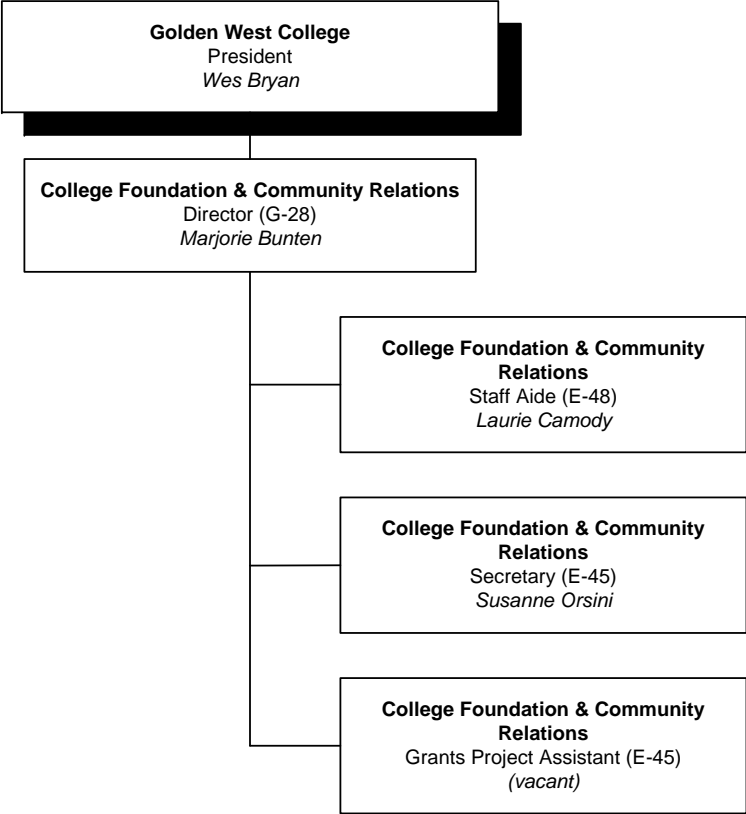 Golden West College
President
Wes Bryan
College Foundation & Community Relations
Director (G-28)
Marjorie Bunten
College Foundation & Community
Relations
Staff Aide (E-48)
Laurie Camody
College Foundation & Community
Relations
Secretary (E-45)
Susanne Orsini
College Foundation & Community
Relations
Grants Project Assistant (E-45)
(vacant)